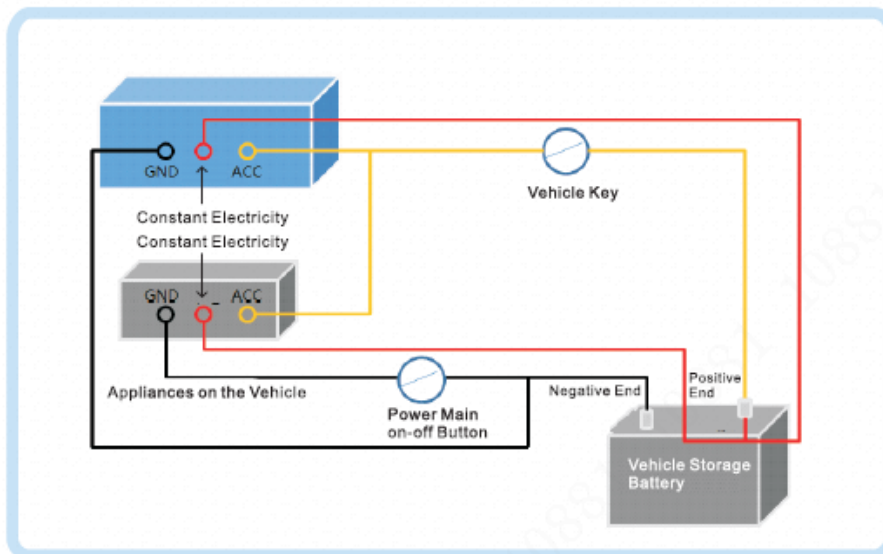 GND
ACC
Vehicle Key
Constant Electricity
Constant Electricity
GND
ACC
Appliances on the Vehicle
Power Main
on-off Button
Negative End
Positive
End
Vehicle Storage
Battery